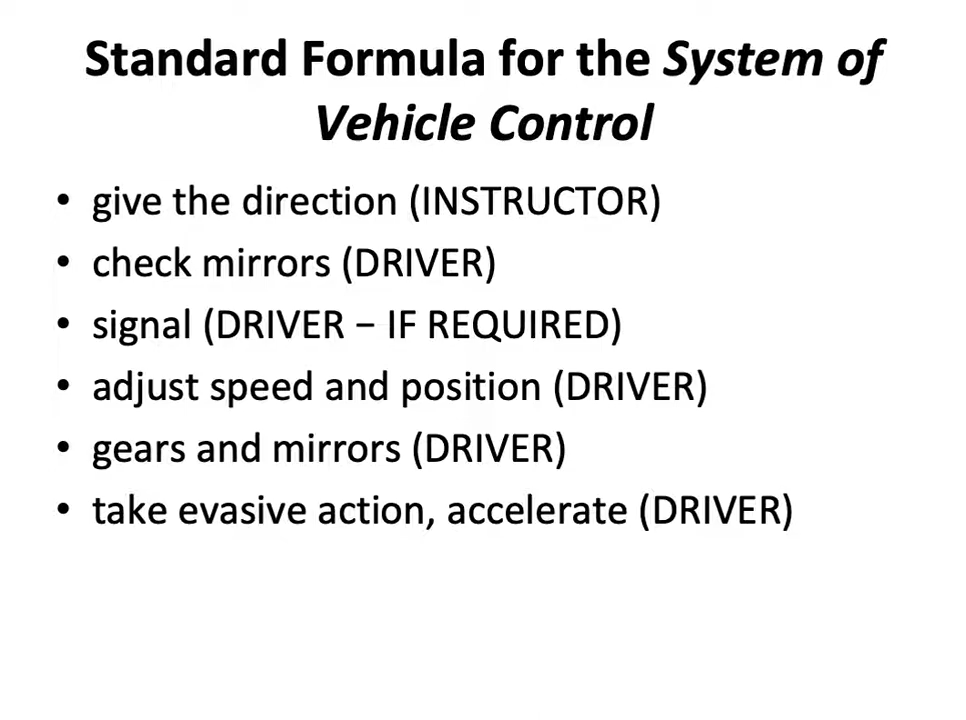 Standard Formula for the System of
Vehicle Control
• give the direction (INSTRUCTOR)
• check mirrors (DRIVER)
• signal (DRIVER – IF REQUIRED)
• adjust speed and position (DRIVER)
• gears and mirrors (DRIVER)
• take evasive action, accelerate (DRIVER)